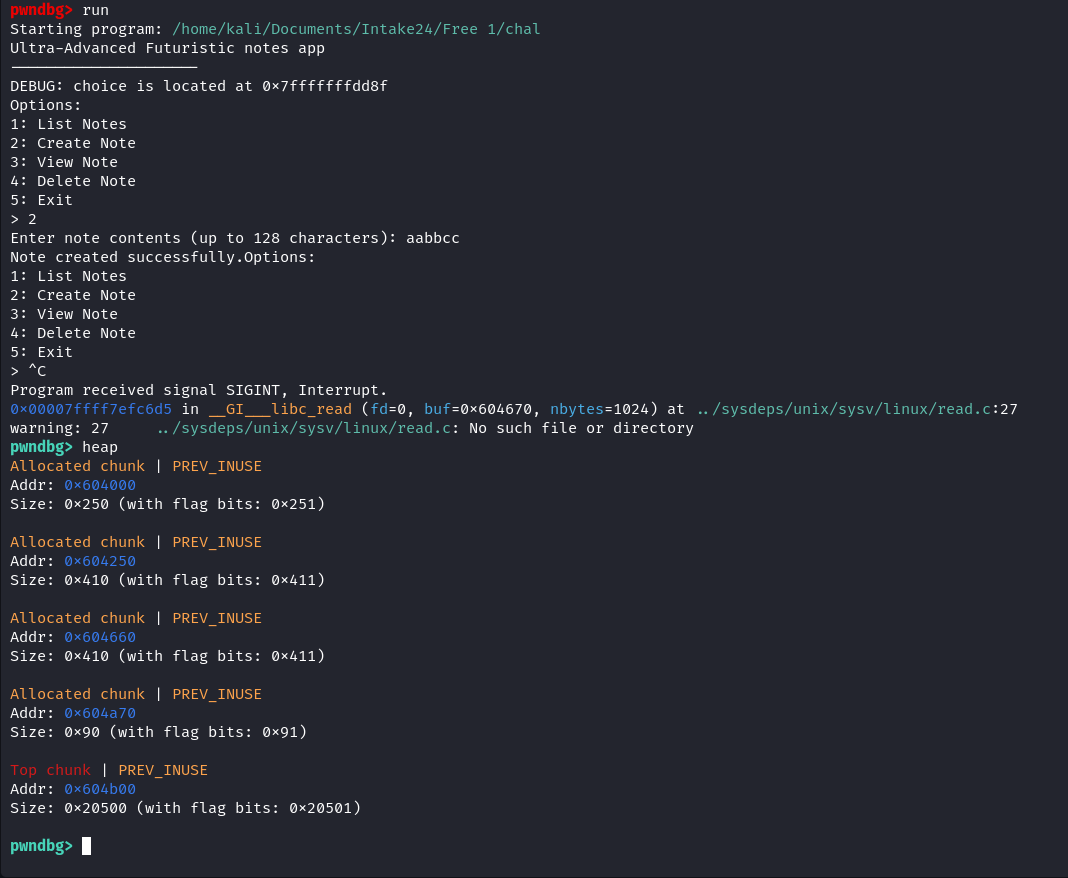 pwndbg> run
Starting program: /home/kali/Documents/Intake24/Free 1/chal
Ultra-Advanced Futuristic notes app
---------------------
DEBUG: choice is located at 0x7fffffffdd8f
Options:
1: List Notes
2: Create Note
3: View Note
4: Delete Note
5: Exit
> 2
Enter note contents (up to 128 characters): aabbcc
Note created successfully.Options:
1: List Notes
2: Create Note
3: View Note
4: Delete Note
5: Exit
> ^C
Program received signal SIGINT, Interrupt.
0x00007ffff7efc6d5 in __GI___libc_read (fd=0, buf=0x604670, nbytes=1024) at ../sysdeps/unix/sysv/linux/read.c:27
warning: 27     ../sysdeps/unix/sysv/linux/read.c: No such file or directory
pwndbg> heap
Allocated chunk | PREV_INUSE
Addr: 0x604000
Size: 0x250 (with flag bits: 0x251)
Allocated chunk | PREV_INUSE
Addr: 0x604250
Size: 0x410 (with flag bits: 0x411)
Allocated chunk | PREV_INUSE
Addr: 0x604660
Size: 0x410 (with flag bits: 0x411)
Allocated chunk | PREV_INUSE
Addr: 0x604a70
Size: 0x90 (with flag bits: 0x91)
Top chunk | PREV_INUSE
Addr: 0x604b00
Size: 0x20500 (with flag bits: 0x20501)
pwndbg>